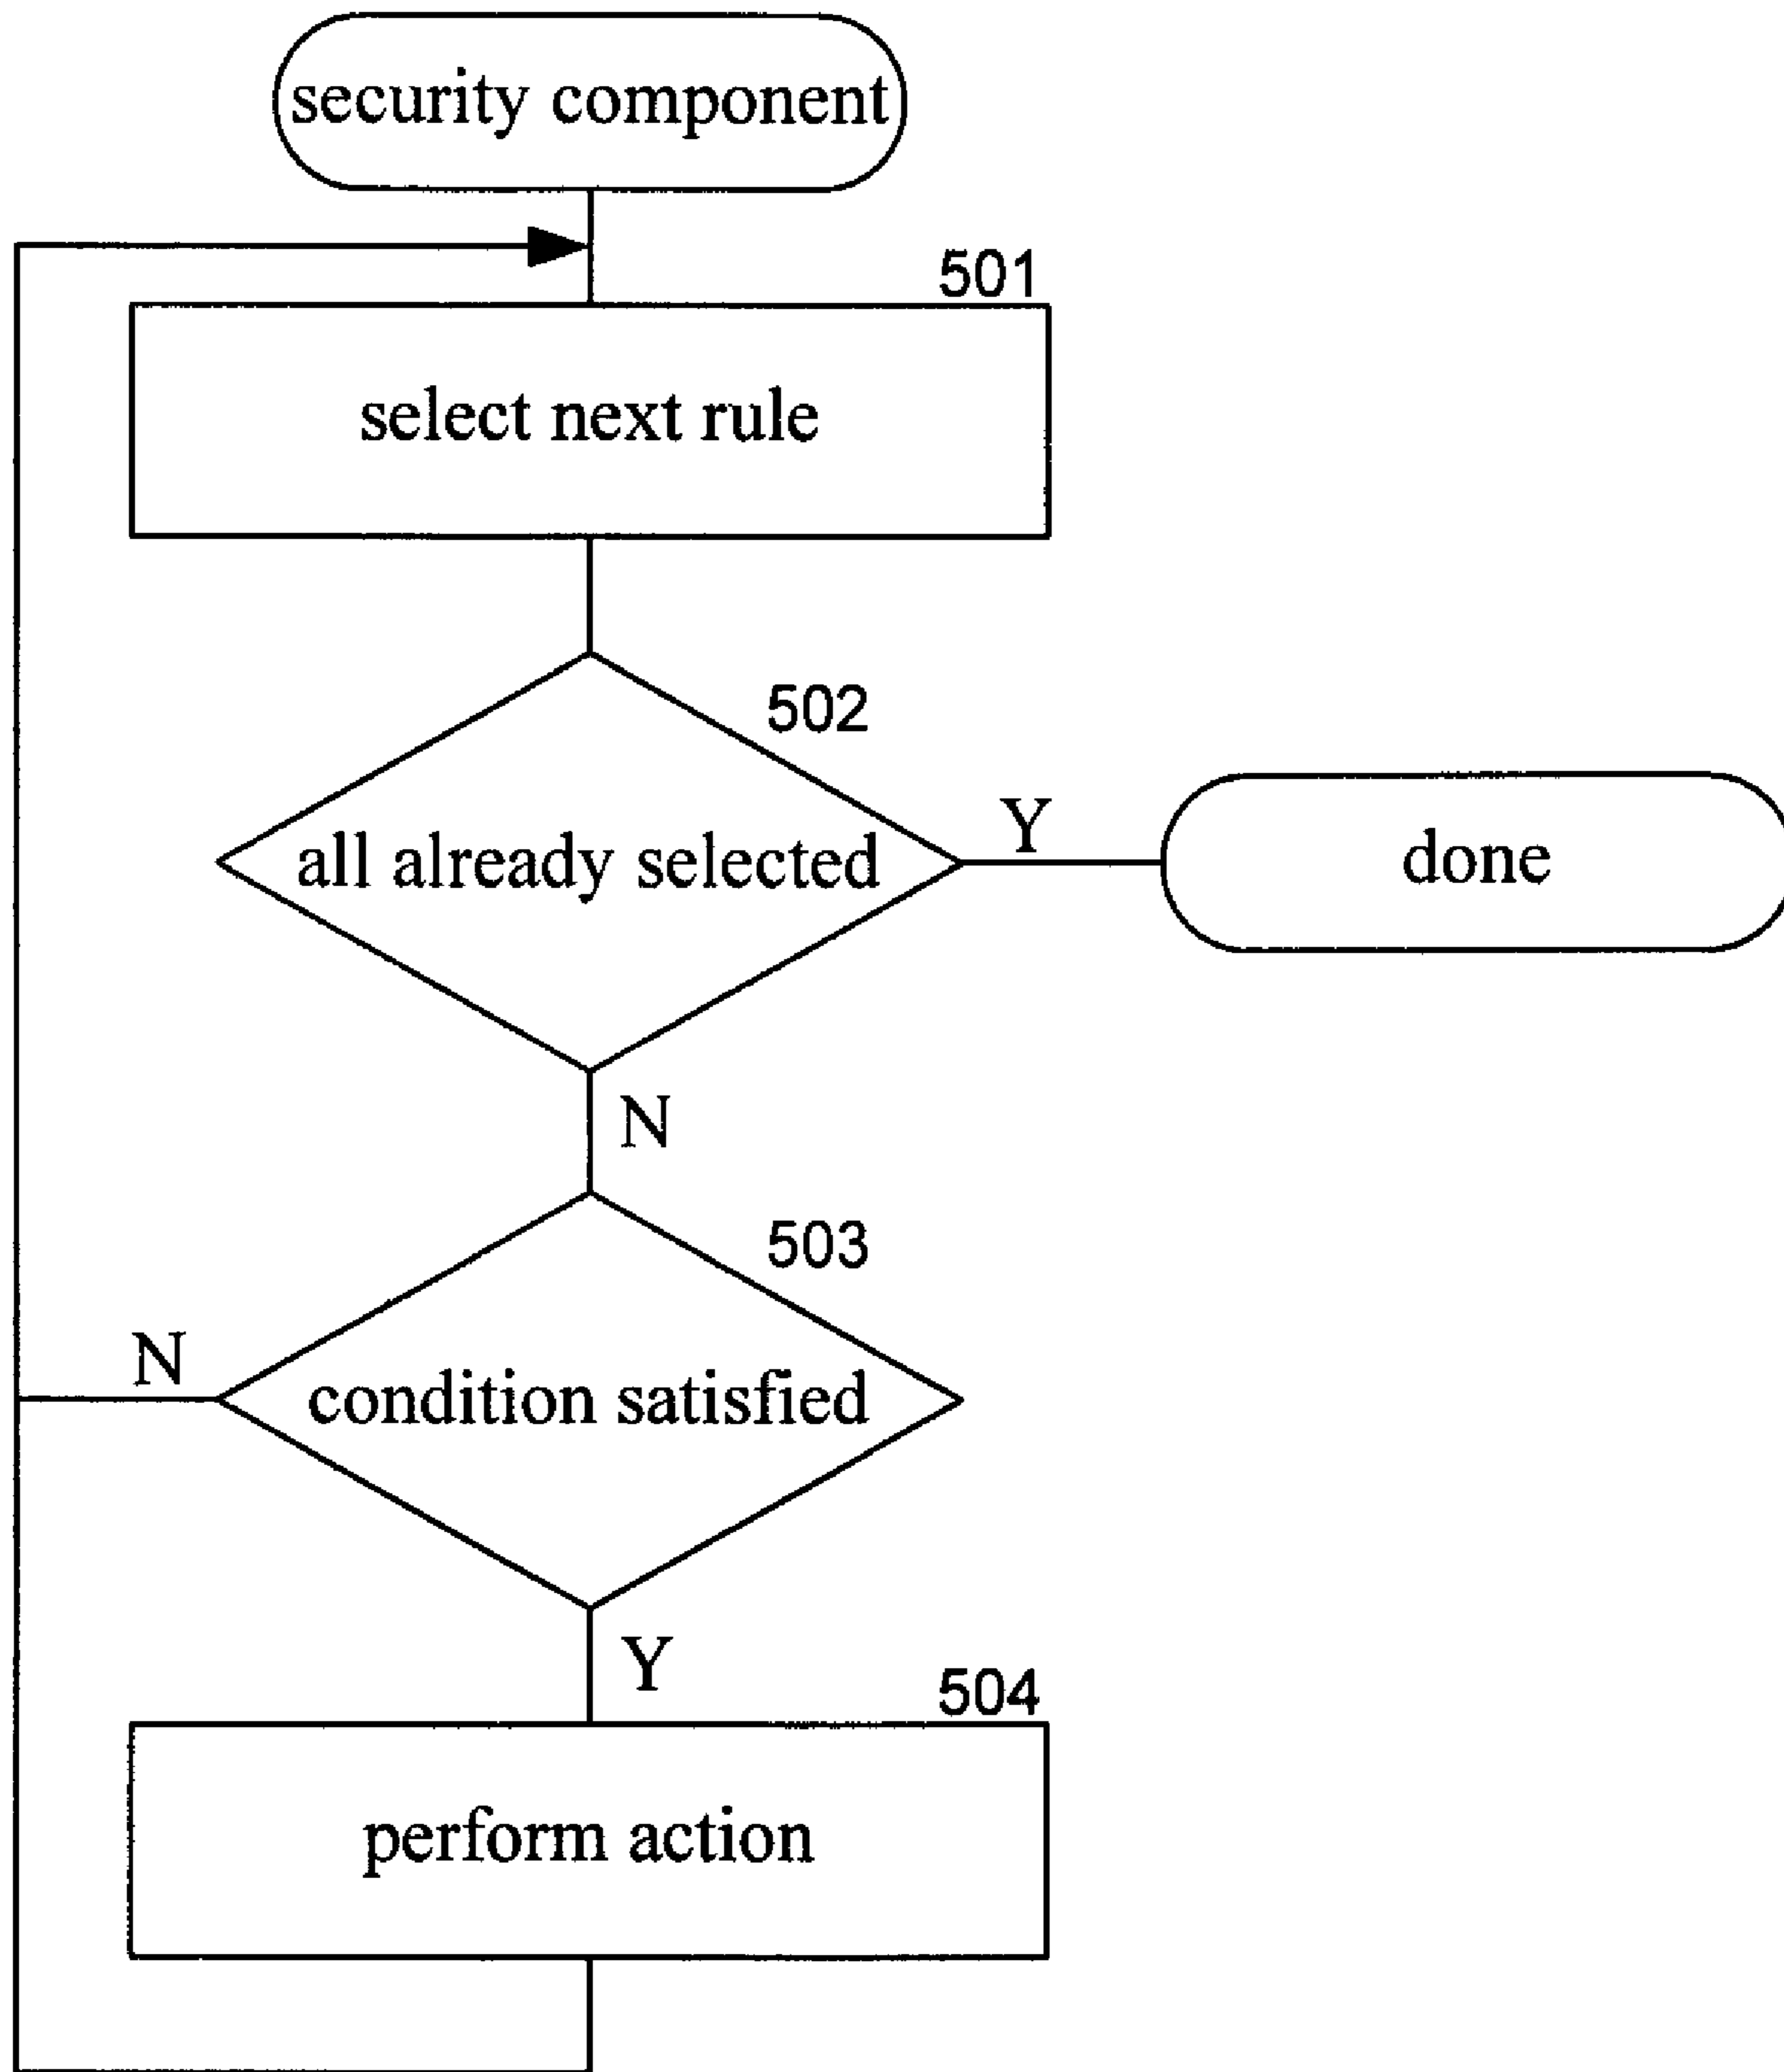 security component
501
select next rule
502
all already selected
Y
done
N
503
N
condition satisfied
Y
504
perform action